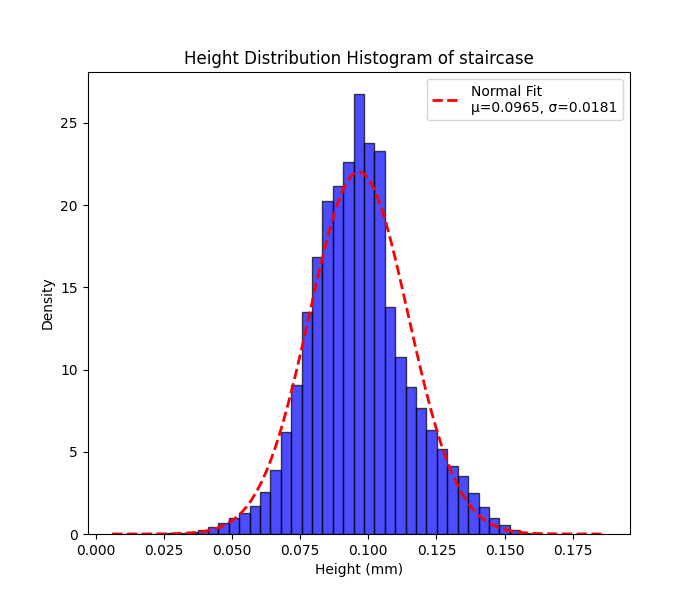 Height Distribution Histogram of staircase
Normal Fit
μ=0.0965, σ=0.0181
Density
25
20
15
10
5
0
0.000 0.025 0.050 0.075 0.100 0.125 0.150 0.175
Height (mm)